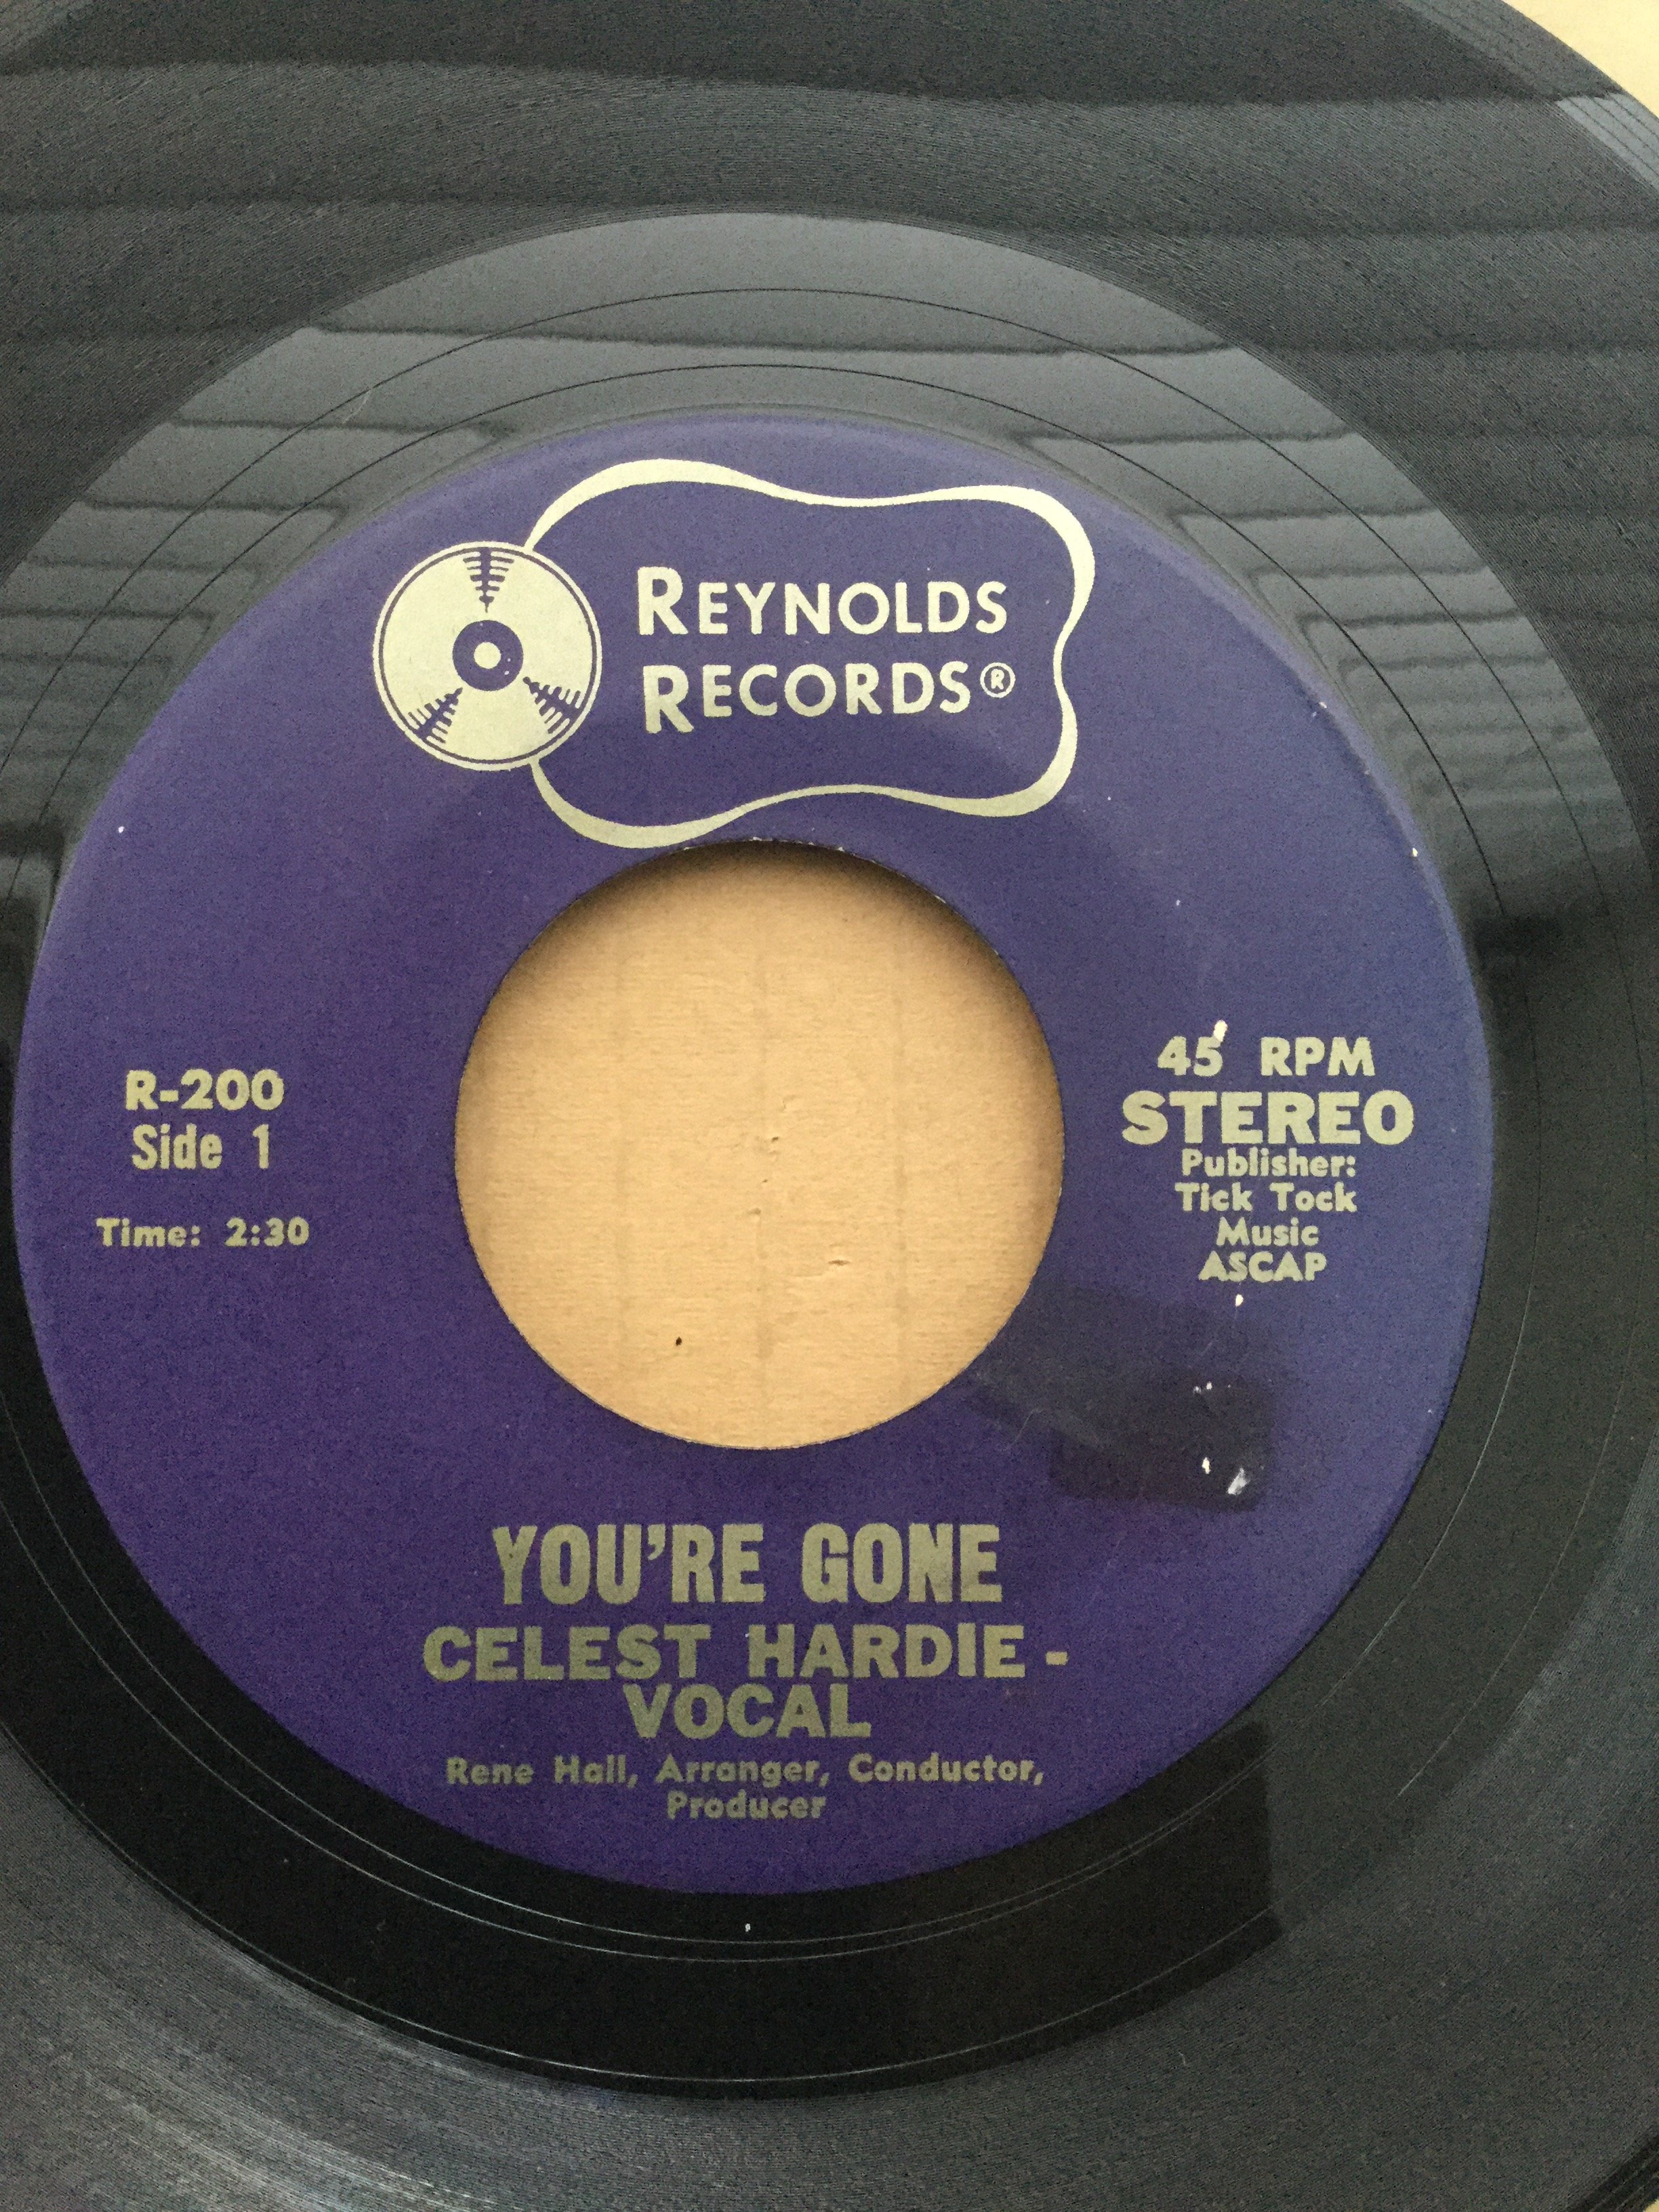 REYNOLDS
RECORDS®
R-200
Side 1
Time: 2:30
45 RPM
STEREO
Publisher:
Tick Tock
Music
ASCAP
YOU'RE GONE
CELEST HARDIE -
VOCAL
Rene Hall, Arranger, Conductor,
Producer